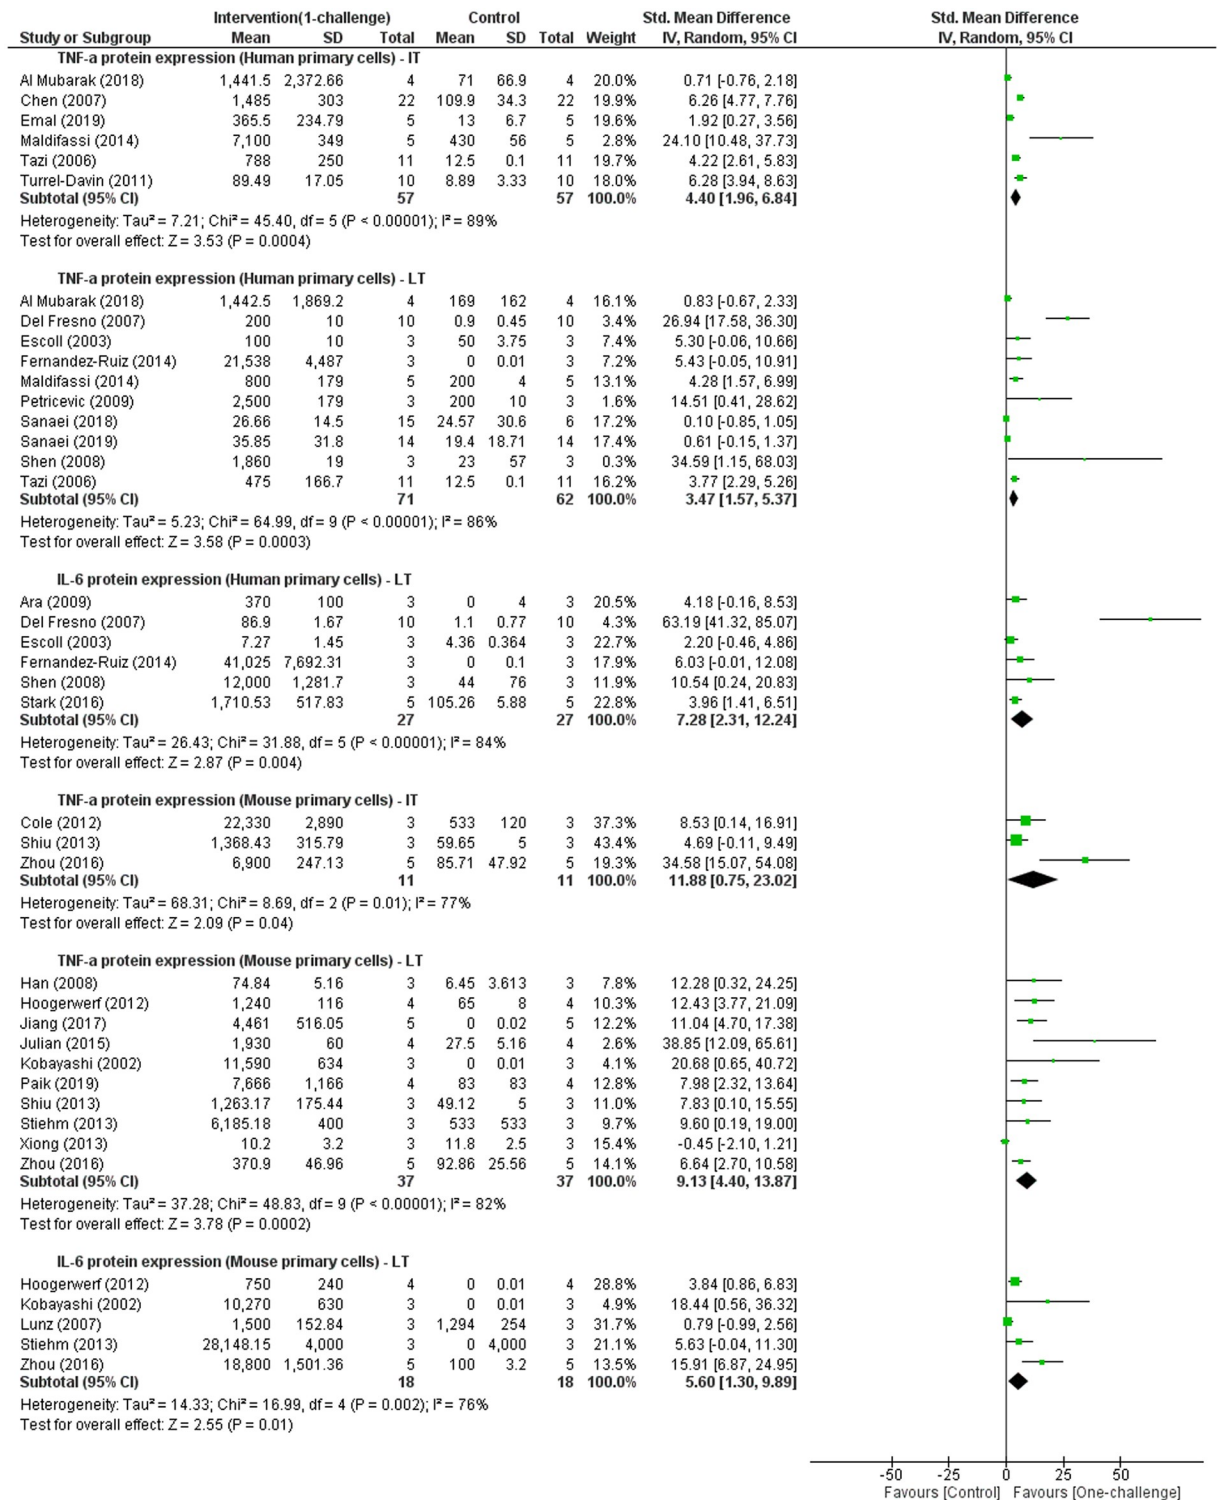 Intervention(1-challenge) Control Std. Mean Difference Std. Mean Difference
Study or Subgroup Mean SD Total Mean SD Total Weight IV, Random, 95% CI IV, Random, 95% CI
TNF-a protein expression (Human primary cells) - IT
Al Mubarak (2018) 1,441.5 2,372.66 4 71 66.9 4 20.0% 0.71 [-0.76, 2.18]
Chen (2007) 1,485 303 22 109.9 34.3 22 19.9% 6.26 [4.77, 7.76]
Emal (2019) 365.5 234.79 5 13 6.7 5 19.6% 1.92 [0.27, 3.56]
Maldifassi (2014) 7,100 349 5 430 56 5 2.8% 24.10 [10.48, 37.73]
Tazi (2006) 788 250 11 12.5 0.1 11 19.7% 4.22 [2.61, 5.83]
Turrel-Davin (2011) 89.49 17.05 10 8.89 3.33 10 18.0% 6.28 [3.94, 8.63]
Subtotal (95% CI) 57 57 100.0% 4.40 [1.96, 6.84]
Heterogeneity: Tau² = 7.21; Chi² = 45.40, df = 5 (P < 0.00001); I² = 89%
Test for overall effect: Z = 3.53 (P = 0.0004)
TNF-a protein expression (Human primary cells) - LT
Al Mubarak (2018) 1,442.5 1,869.2 4 169 162 4 16.1% 0.83 [-0.67, 2.33]
Del Fresno (2007) 200 10 10 0.9 0.45 10 3.4% 26.94 [17.58, 36.30]
Escoll (2003) 100 10 3 50 3.75 3 7.4% 5.30 [-0.06, 10.66]
Fernandez-Ruiz (2014) 21,538 4,487 3 0 0.01 3 7.2% 5.43 [-0.05, 10.91]
Maldifassi (2014) 800 179 5 200 4 5 13.1% 4.28 [1.57, 6.99]
Petricevic (2009) 2,500 179 3 200 10 3 1.6% 14.51 [0.41, 28.62]
Sanaei (2018) 26.66 14.5 15 24.57 30.6 6 17.2% 0.10 [-0.85, 1.05]
Sanaei (2019) 35.85 31.8 14 19.4 18.71 14 17.4% 0.61 [-0.15, 1.37]
Shen (2008) 1,860 19 3 23 57 3 0.3% 34.59 [1.15, 68.03]
Tazi (2006) 475 166.7 11 12.5 0.1 11 16.2% 3.77 [2.29, 5.26]
Subtotal (95% CI) 71 62 100.0% 3.47 [1.57, 5.37]
Heterogeneity: Tau² = 5.23; Chi² = 64.99, df = 9 (P < 0.00001); I² = 86%
Test for overall effect: Z = 3.58 (P = 0.0003)
IL-6 protein expression (Human primary cells) - LT
Ara (2009) 370 100 3 0 4 3 20.5% 4.18 [-0.16, 8.53]
Del Fresno (2007) 86.9 1.67 10 1.1 0.77 10 4.3% 63.19 [41.32, 85.07]
Escoll (2003) 7.27 1.45 3 4.36 0.364 3 22.7% 2.20 [-0.46, 4.86]
Fernandez-Ruiz (2014) 41,025 7,692.31 3 0 0.1 3 17.9% 6.03 [-0.01, 12.08]
Shen (2008) 12,000 1,281.7 3 44 76 3 11.9% 10.54 [0.24, 20.83]
Stark (2016) 1,710.53 517.83 5 105.26 5.88 5 22.8% 3.96 [1.41, 6.51]
Subtotal (95% CI) 27 27 100.0% 7.28 [2.31, 12.24]
Heterogeneity: Tau² = 26.43; Chi² = 31.88, df = 5 (P < 0.00001); I² = 84%
Test for overall effect: Z = 2.87 (P = 0.004)
TNF-a protein expression (Mouse primary cells) - IT
Cole (2012) 22,330 2,890 3 533 120 3 37.3% 8.53 [0.14, 16.91]
Shiu (2013) 1,368.43 315.79 3 59.65 5 3 43.4% 4.69 [-0.11, 9.49]
Zhou (2016) 6,900 247.13 5 85.71 47.92 5 19.3% 34.58 [15.07, 54.08]
Subtotal (95% CI) 11 11 100.0% 11.88 [0.75, 23.02]
Heterogeneity: Tau² = 68.31; Chi² = 8.69, df = 2 (P = 0.01); I² = 77%
Test for overall effect: Z = 2.09 (P = 0.04)
TNF-a protein expression (Mouse primary cells) - LT
Han (2008) 74.84 5.16 3 6.45 3.613 3 7.8% 12.28 [0.32, 24.25]
Hoogerwerf (2012) 1,240 116 4 65 8 4 10.3% 12.43 [3.77, 21.09]
Jiang (2017) 4,461 516.05 5 0 0.02 5 12.2% 11.04 [4.70, 17.38]
Julian (2015) 1,930 60 4 27.5 5.16 4 2.6% 38.85 [12.09, 65.61]
Kobayashi (2002) 11,590 634 3 0 0.01 3 4.1% 20.68 [0.65, 40.72]
Paik (2019) 7,666 1,166 4 83 83 4 12.8% 7.98 [2.32, 13.64]
Shiu (2013) 1,263.17 175.44 3 49.12 5 3 11.0% 7.83 [0.10, 15.55]
Stiehm (2013) 6,185.18 400 3 533 533 3 9.7% 9.60 [0.19, 19.00]
Xiong (2013) 10.2 3.2 3 11.8 2.5 3 15.4% -0.45 [-2.10, 1.21]
Zhou (2016) 370.9 46.96 5 92.86 25.56 5 14.1% 6.64 [2.70, 10.58]
Subtotal (95% CI) 37 37 100.0% 9.13 [4.40, 13.87]
Heterogeneity: Tau² = 37.28; Chi² = 48.83, df = 9 (P < 0.00001); I² = 82%
Test for overall effect: Z = 3.78 (P = 0.0002)
IL-6 protein expression (Mouse primary cells) - LT
Hoogerwerf (2012) 750 240 4 0 0.01 4 28.8% 3.84 [0.86, 6.83]
Kobayashi (2002) 10,270 630 3 0 0.01 3 4.9% 18.44 [0.56, 36.32]
Lunz (2007) 1,500 152.84 3 1,294 254 3 31.7% 0.79 [-0.99, 2.56]
Stiehm (2013) 28,148.15 4,000 3 0 4,000 3 21.1% 5.63 [-0.04, 11.30]
Zhou (2016) 18,800 1,501.36 5 100 3.2 5 13.5% 15.91 [6.87, 24.95]
Subtotal (95% CI) 18 18 100.0% 5.60 [1.30, 9.89]
Heterogeneity: Tau² = 14.33; Chi² = 16.99, df = 4 (P = 0.002); I² = 76%
Test for overall effect: Z = 2.55 (P = 0.01)
-50 -25 0 25 50
Favours [Control] Favours [One-challenge]